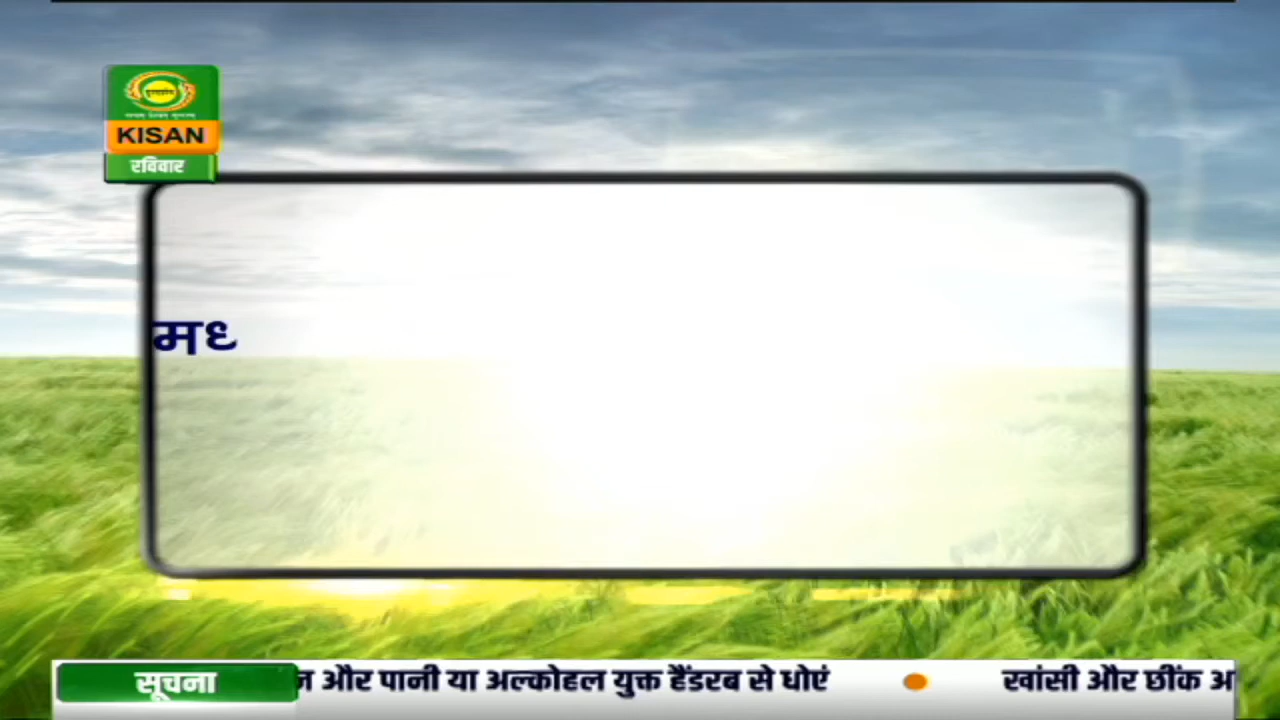 KISAN
रविवार
मध
सूचना
और पानी या अल्कोहल युक्त हैंडरब से धोएं
खांसी और छींक